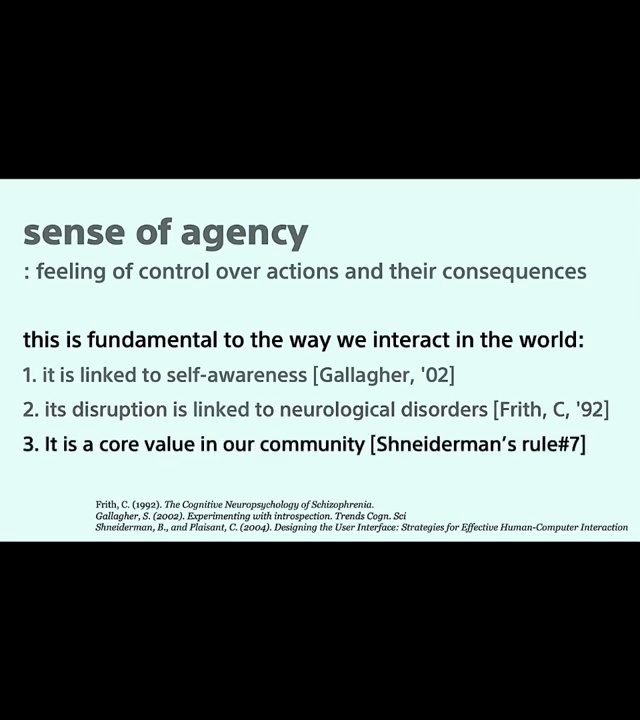 sense of agency
: feeling of control over actions and their consequences
this is fundamental to the way we interact in the world:
1. it is linked to self-awareness [Gallagher, '02]
2. its disruption is linked to neurological disorders [Frith, C, '92]
3. It is a core value in our community [Shneiderman’s rule#7]
Frith, C. (1992). The Cognitive Neuropsychology of Schizophrenia.
Gallagher, S. (2002). Experimenting with introspection. Trends Cogn. Sci
Shneiderman, B., and Plaisant, C. (2004). Designing the User Interface: Strategies for Effective Human-Computer Interaction